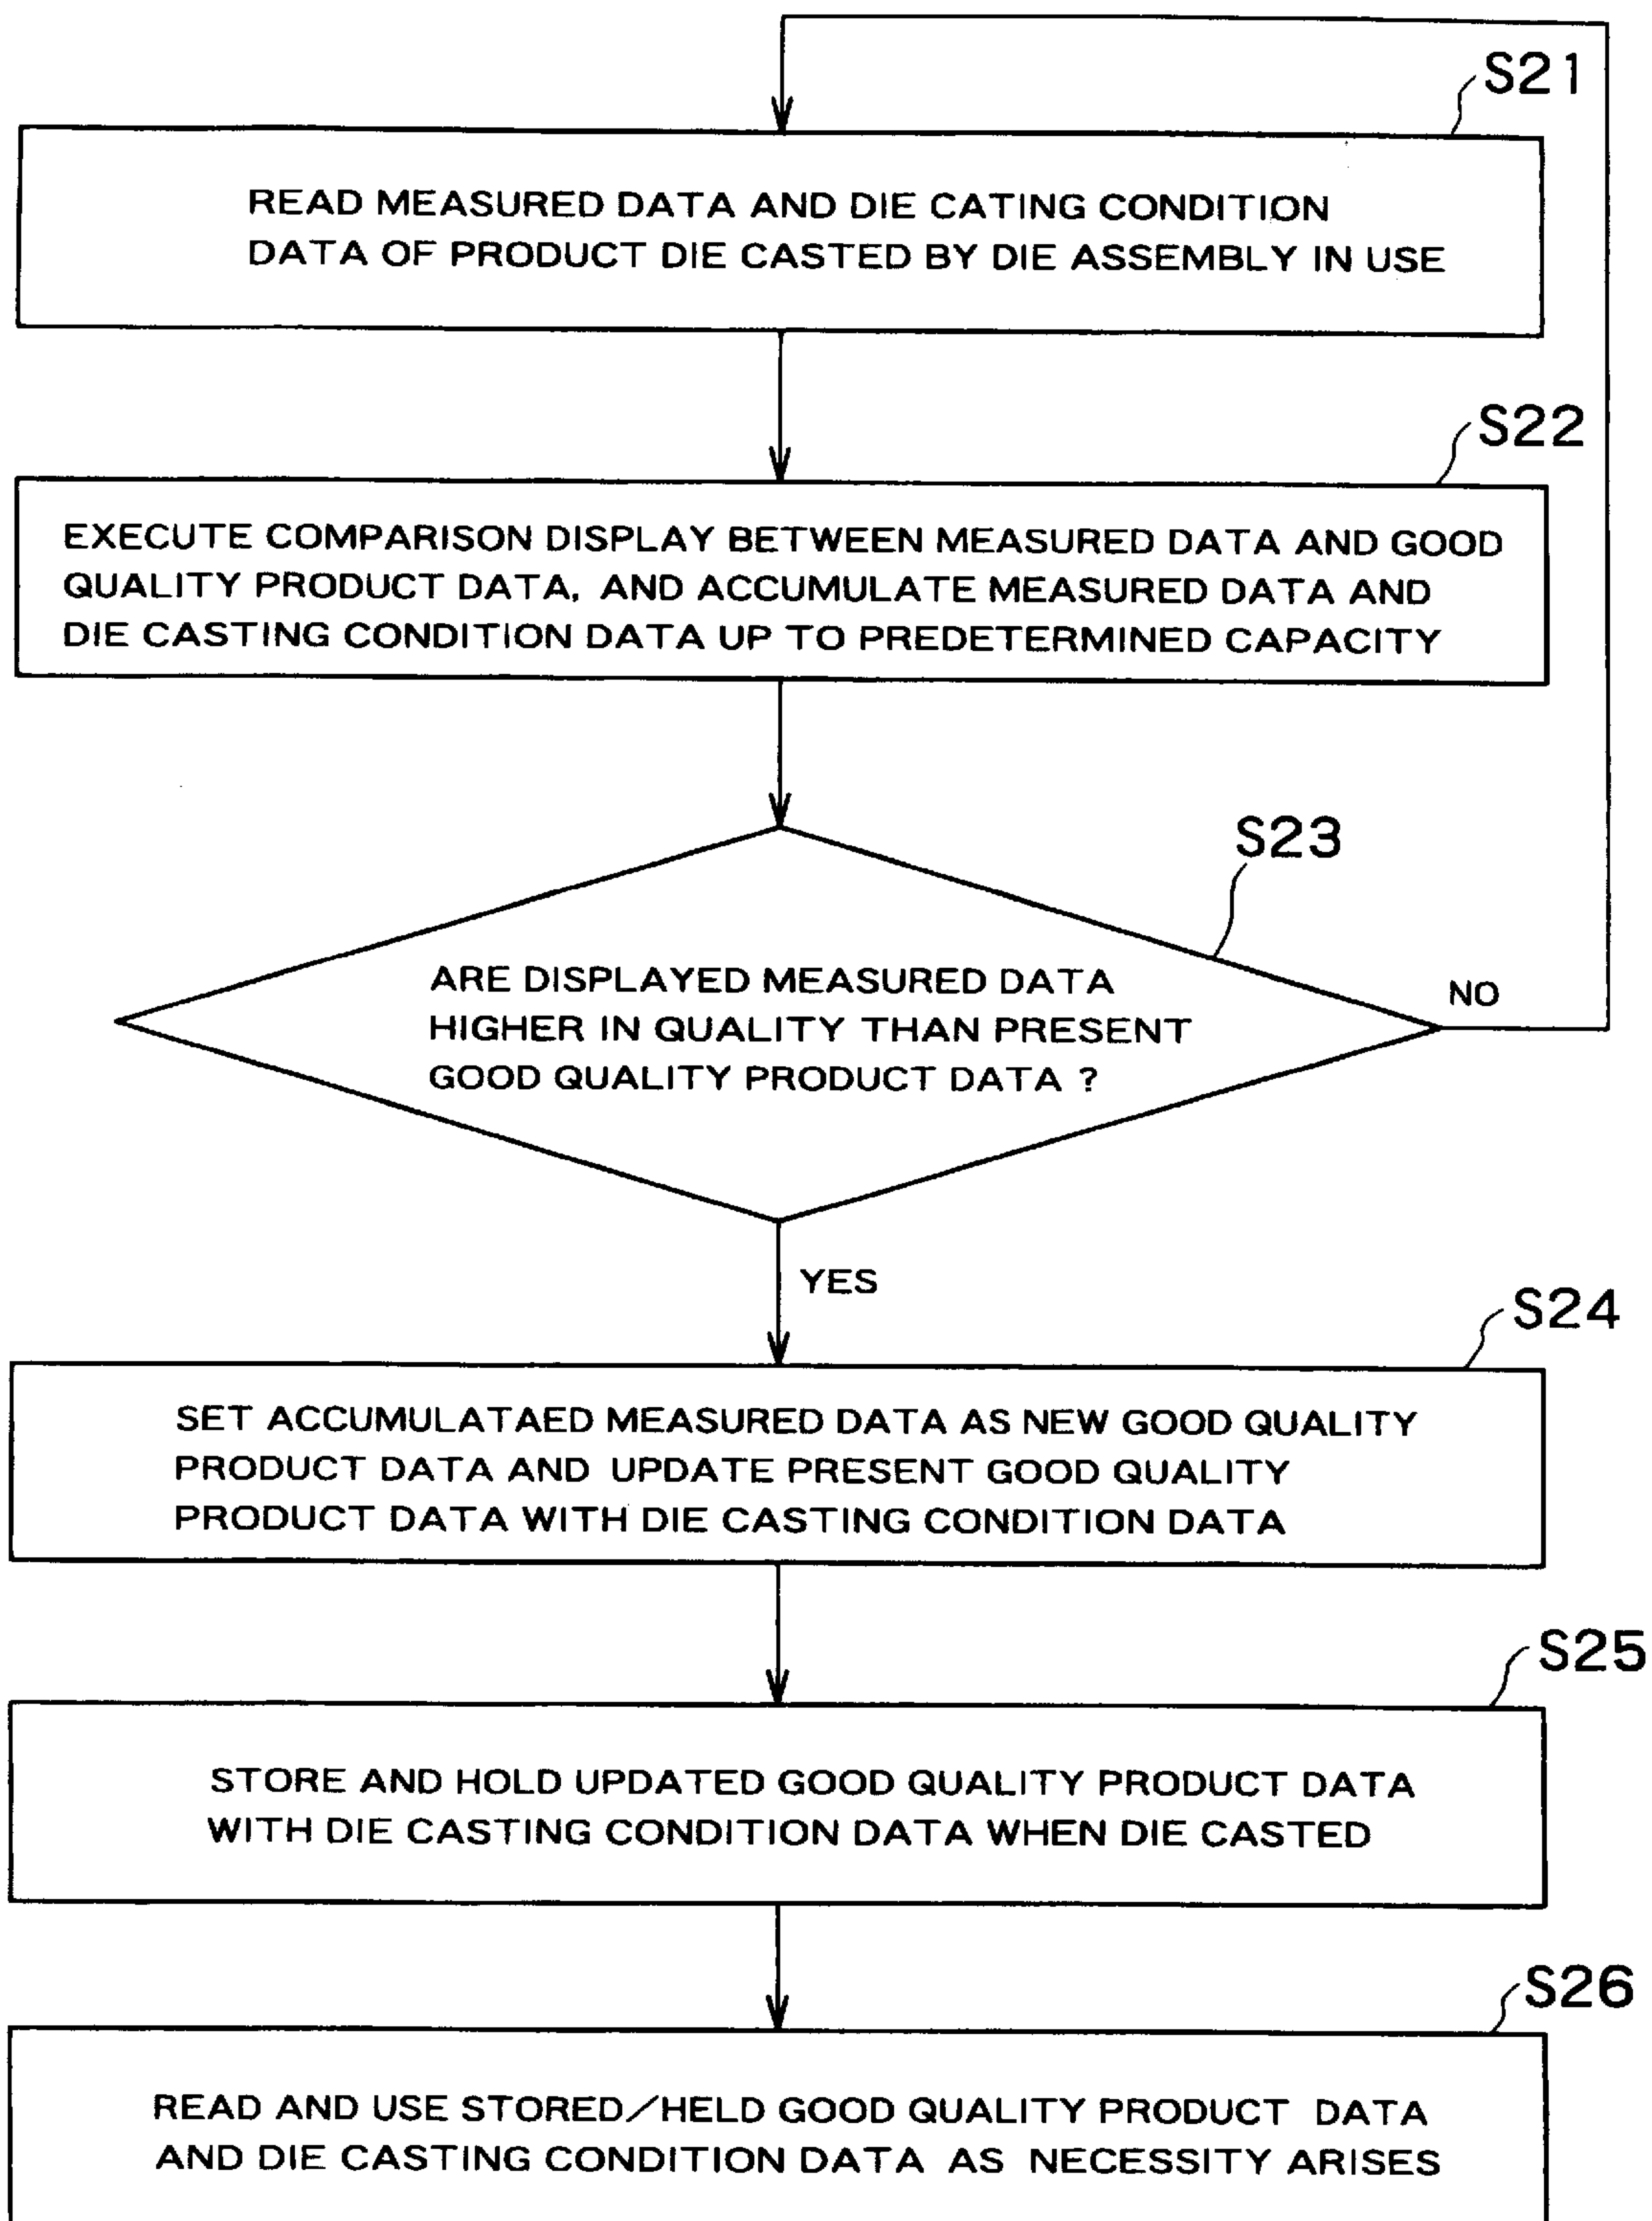 S21
READ MEASURED DATA AND DIE CATING CONDITION
DATA OF PRODUCT DIE CASTED BY DIE ASSEMBLY IN USE
S22
EXECUTE COMPARISON DISPLAY BETWEEN MEASURED DATA AND GOOD
QUALITY PRODUCT DATA, AND ACCUMULATE MEASURED DATA AND
DIE CASTING CONDITION DATA UP TO PREDETERMINED CAPACITY
S23
ARE DISPLAYED MEASURED DATA
HIGHER IN QUALITY THAN PRESENT
GOOD QUALITY PRODUCT DATA ?
NO
YES
S24
SET ACCUMULATAED MEASURED DATA AS NEW GOOD QUALITY
PRODUCT DATA AND UPDATE PRESENT GOOD QUALITY
PRODUCT DATA WITH DIE CASTING CONDITION DATA
S25
STORE AND HOLD UPDATED GOOD QUALITY PRODUCT DATA
WITH DIE CASTING CONDITION DATA WHEN DIE CASTED
S26
READ AND USE STORED/HELD GOOD QUALITY PRODUCT DATA
AND DIE CASTING CONDITION DATA AS NECESSITY ARISES